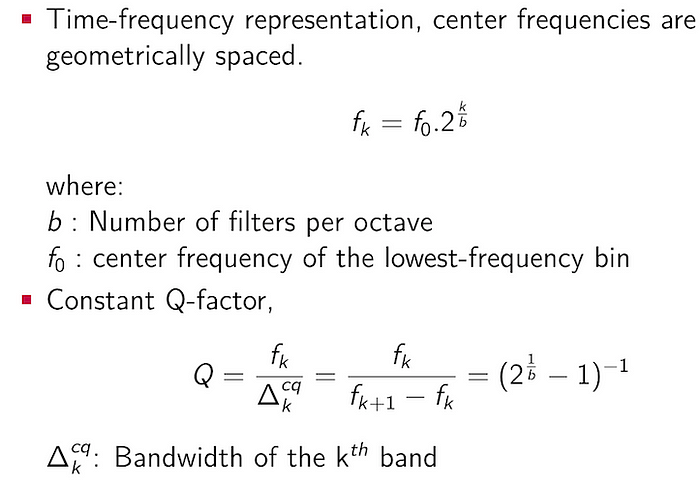 ▪ Time-frequency representation, center frequencies are
geometrically spaced.
$f_k = f_0.2^{\frac{k}{b}}$
where:
$b$ : Number of filters per octave
$f_0$ : center frequency of the lowest-frequency bin
▪ Constant Q-factor,
$Q = \frac{f_k}{\Delta_k^{cq}} = \frac{f_k}{f_{k+1} - f_k} = (2^{\frac{1}{b}} - 1)^{-1}$
$\Delta_k^{cq}$: Bandwidth of the k$^{th}$ band